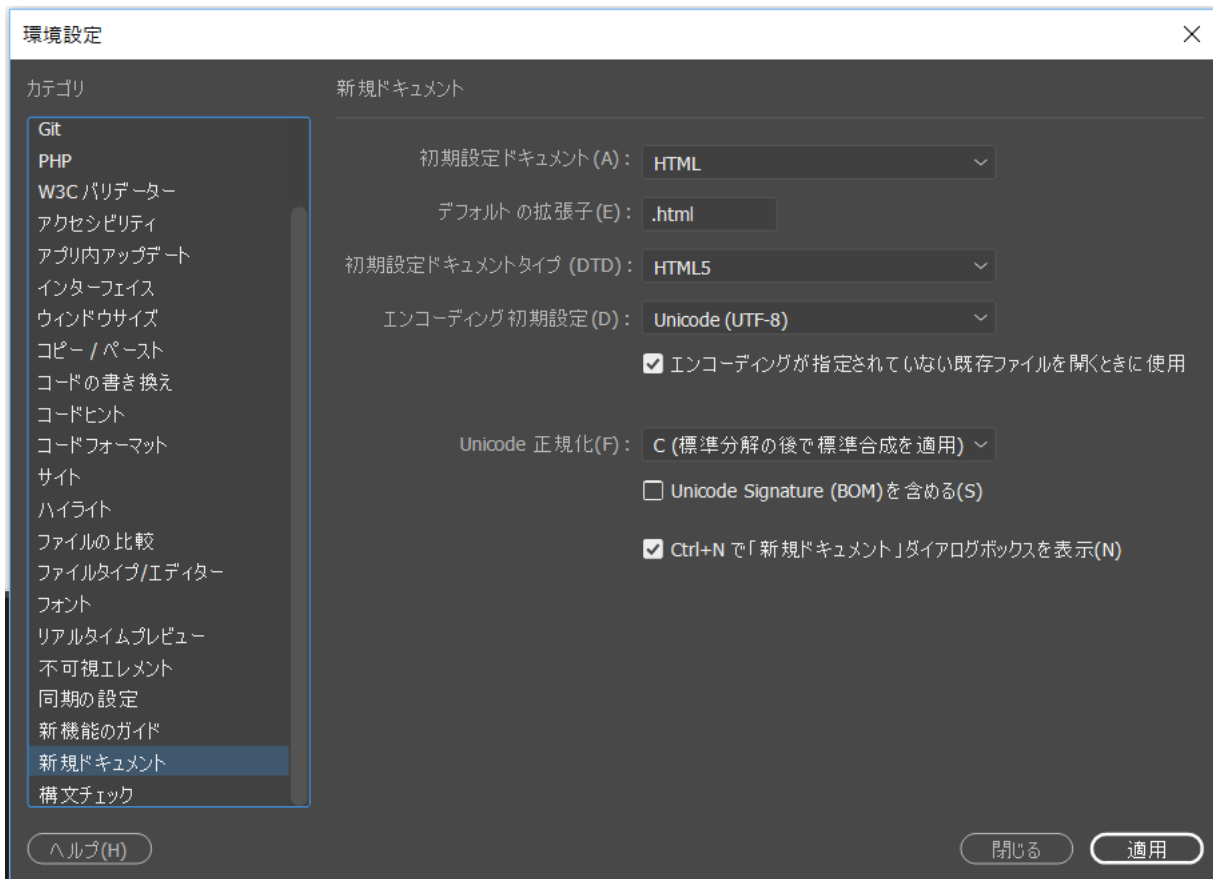 環境設定
カテゴリ
Git
PHP
W3C バリデーター
アクセシビリティ
アプリ内アップデート
インターフェイス
ウィンドウサイズ
コピー / ペースト
コードの書き換え
コードヒント
コードフォーマット
サイト
ハイライト
ファイルの比較
ファイルタイプ/エディター
フォント
リアルタイムプレビュー
不可視エレメント
同期の設定
新機能のガイド
新規ドキュメント
構文チェック
新規ドキュメント
初期設定ドキュメント(A): HTML
デフォルトの拡張子(E): .html
初期設定ドキュメントタイプ (DTD): HTML5
エンコーディング初期設定(D): Unicode (UTF-8)
エンコーディングが指定されていない既存ファイルを開くときに使用
Unicode 正規化(F): C (標準分解の後で標準合成を適用)
Unicode Signature (BOM)を含める(S)
Ctrl+N で「新規ドキュメント」ダイアログボックスを表示(N)
ヘルプ(H)
閉じる
適用